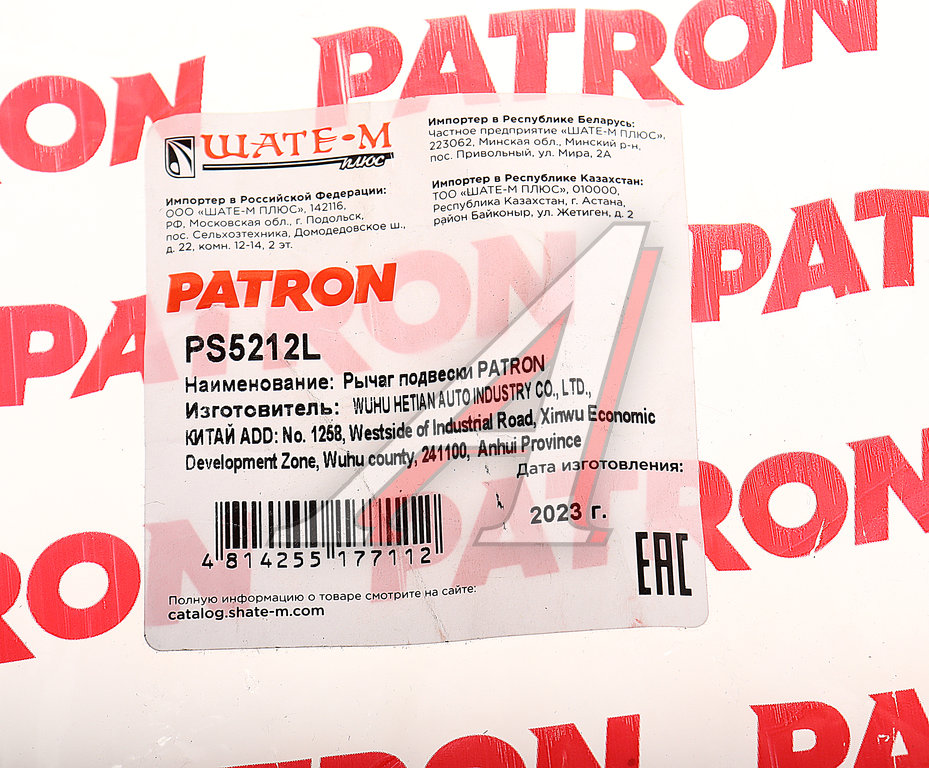 PATRON
PATRON
ШАТЕ-М
плюс
Импортер в Российской Федерации:
ООО «ШАТЕ-М ПЛЮС», 142116,
РФ, Московская обл., г. Подольск,
пос. Сельхозтехника, Домодедовское ш.,
д. 22, комн. 12-14, 2 эт.
Импортер в Республике Беларусь:
Частное предприятие «ШАТЕ-М ПЛЮС»,
223062, Минская обл., Минский р-н,
пос. Привольный, ул. Мира, 2А
Импортер в Республике Казахстан:
ТОО «ШАТЕ-М ПЛЮС», 010000,
Республика Казахстан, г. Астана,
район Байконыр, ул. Жетиген, д. 2
PATRON
PS5212L
Наименование: Рычаг подвески PATRON
Изготовитель: WUHU HETIAN AUTO INDUSTRY CO., LTD.,
КИТАЙ ADD: No. 1258, Westside of Industrial Road, Xinwu Economic
Development Zone, Wuhu county, 241100, Anhui Province
Дата изготовления:
2023 г.
4 814255 177112
EAC
Полную информацию о товаре смотрите на сайте:
catalog.shate-m.com
PATRON
PATRON
PATRON
PATRON